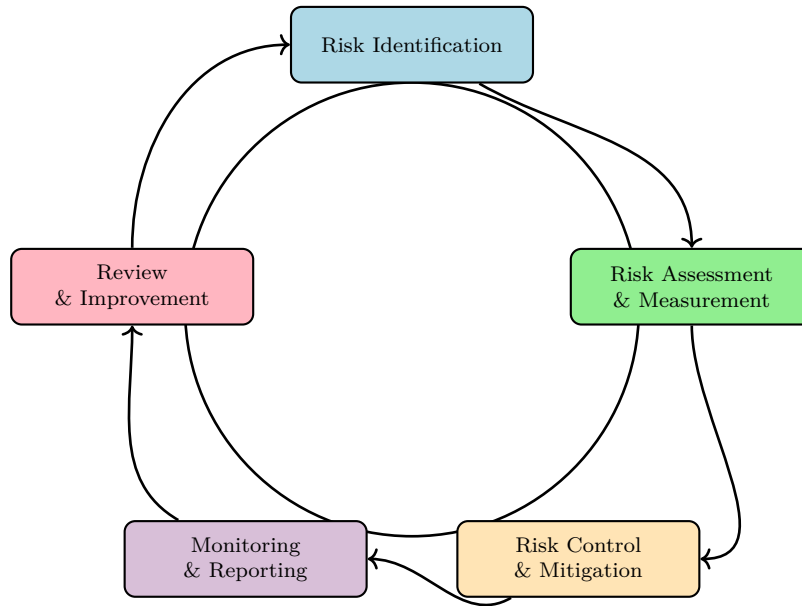 Risk Identification
Risk Assessment
& Measurement
Risk Control
& Mitigation
Monitoring
& Reporting
Review
& Improvement